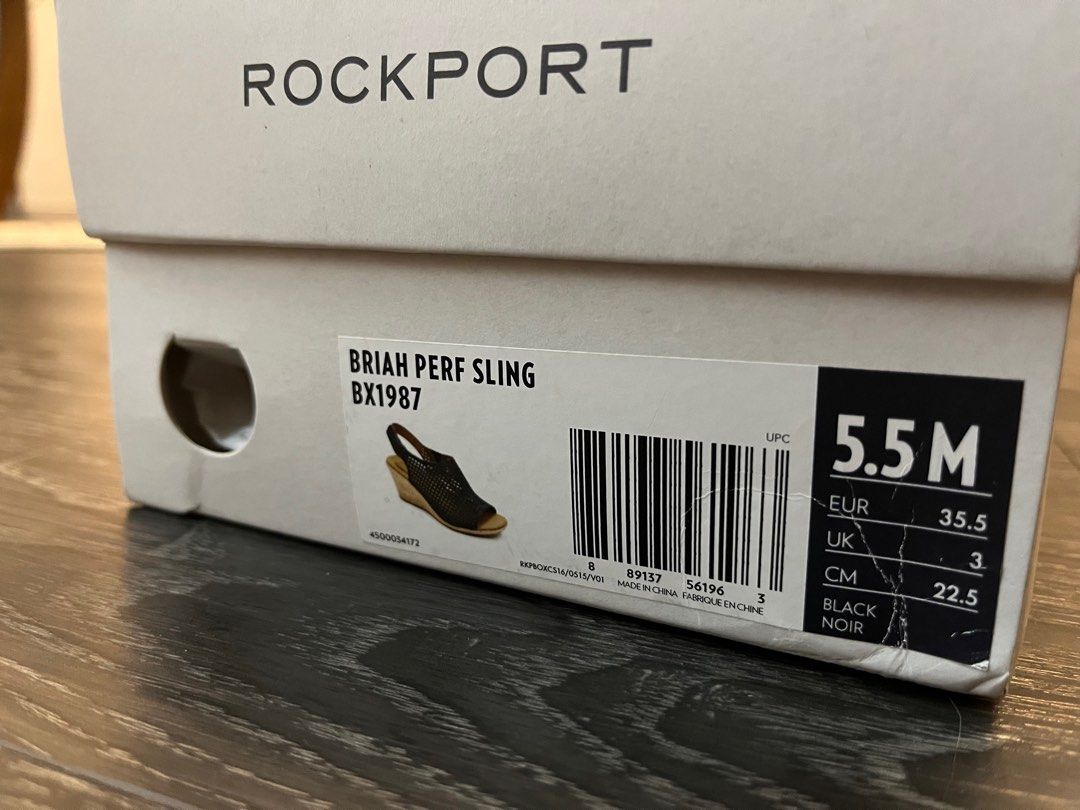 ROCKPORT
BRIAH PERF SLING
BX1987
4500054172
UPC
8 89137 56196 3
RKPBOXCS16/0515/V01 MADE IN CHINA FABRIQUE EN CHINE
5.5 M
EUR 35.5
UK 3
CM 22.5
BLACK
NOIR